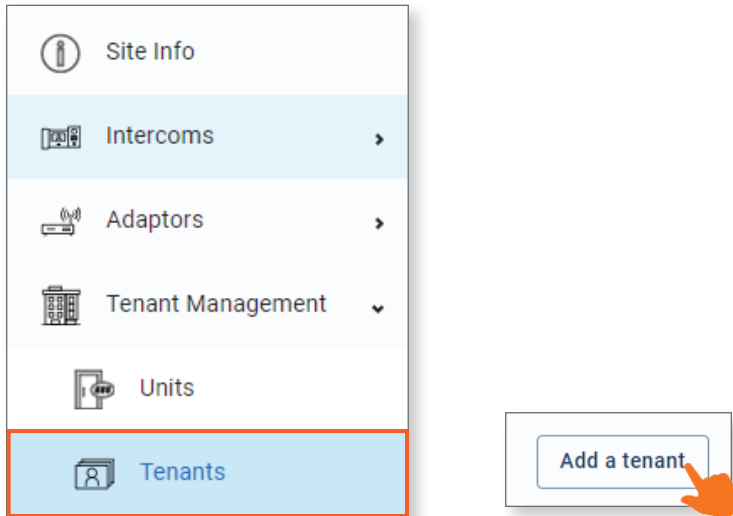 Site Info
Intercoms
Adaptors
Tenant Management
Units
Tenants
Add a tenant